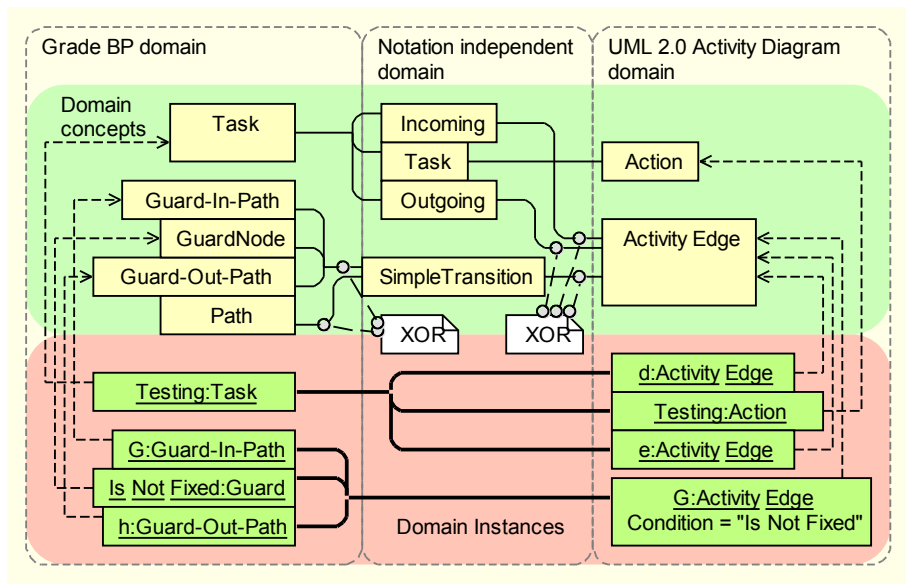 Grade BP domain
Notation independent
domain
UML 2.0 Activity Diagram
domain
Domain
concepts
Task
Incoming
Task
Outgoing
Action
Guard-In-Path
GuardNode
Guard-Out-Path
Path
SimpleTransition
Activity Edge
XOR
XOR
Testing:Task
d:Activity Edge
Testing:Action
e:Activity Edge
G:Guard-In-Path
Is Not Fixed:Guard
h:Guard-Out-Path
G:Activity Edge
Condition = "Is Not Fixed"
Domain Instances